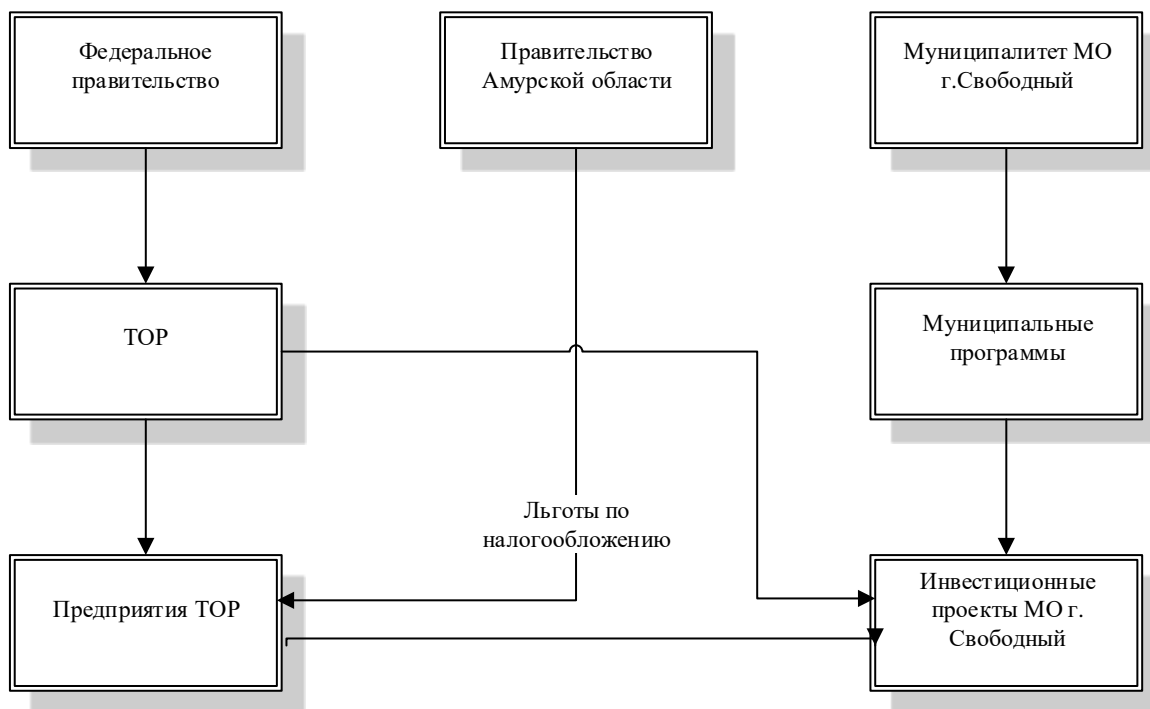 Федеральное
правительство
Правительство
Амурской области
Муниципалитет МО
г.Свободный
ТОР
Муниципальные
программы
Льготы по
налогообложению
Предприятия ТОР
Инвестиционные
проекты МО г.
Свободный